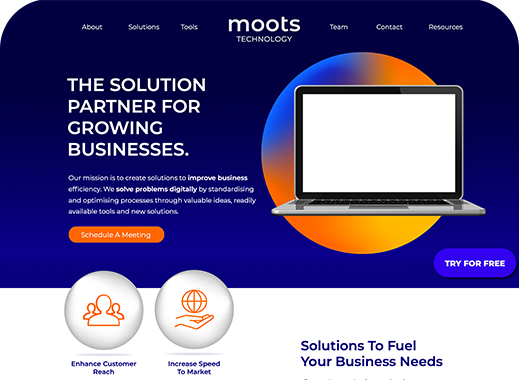 About Solutions Tools moots TECHNOLOGY Team Contact Resources
THE SOLUTION
PARTNER FOR
GROWING
BUSINESSES.
Our mission is to create solutions to improve business
efficiency. We solve problems digitally by standardising
and optimising processes through valuable ideas, readily
available tools and new solutions.
Schedule A Meeting
TRY FOR FREE
Enhance Customer
Reach
Increase Speed
To Market
Solutions To Fuel
Your Business Needs